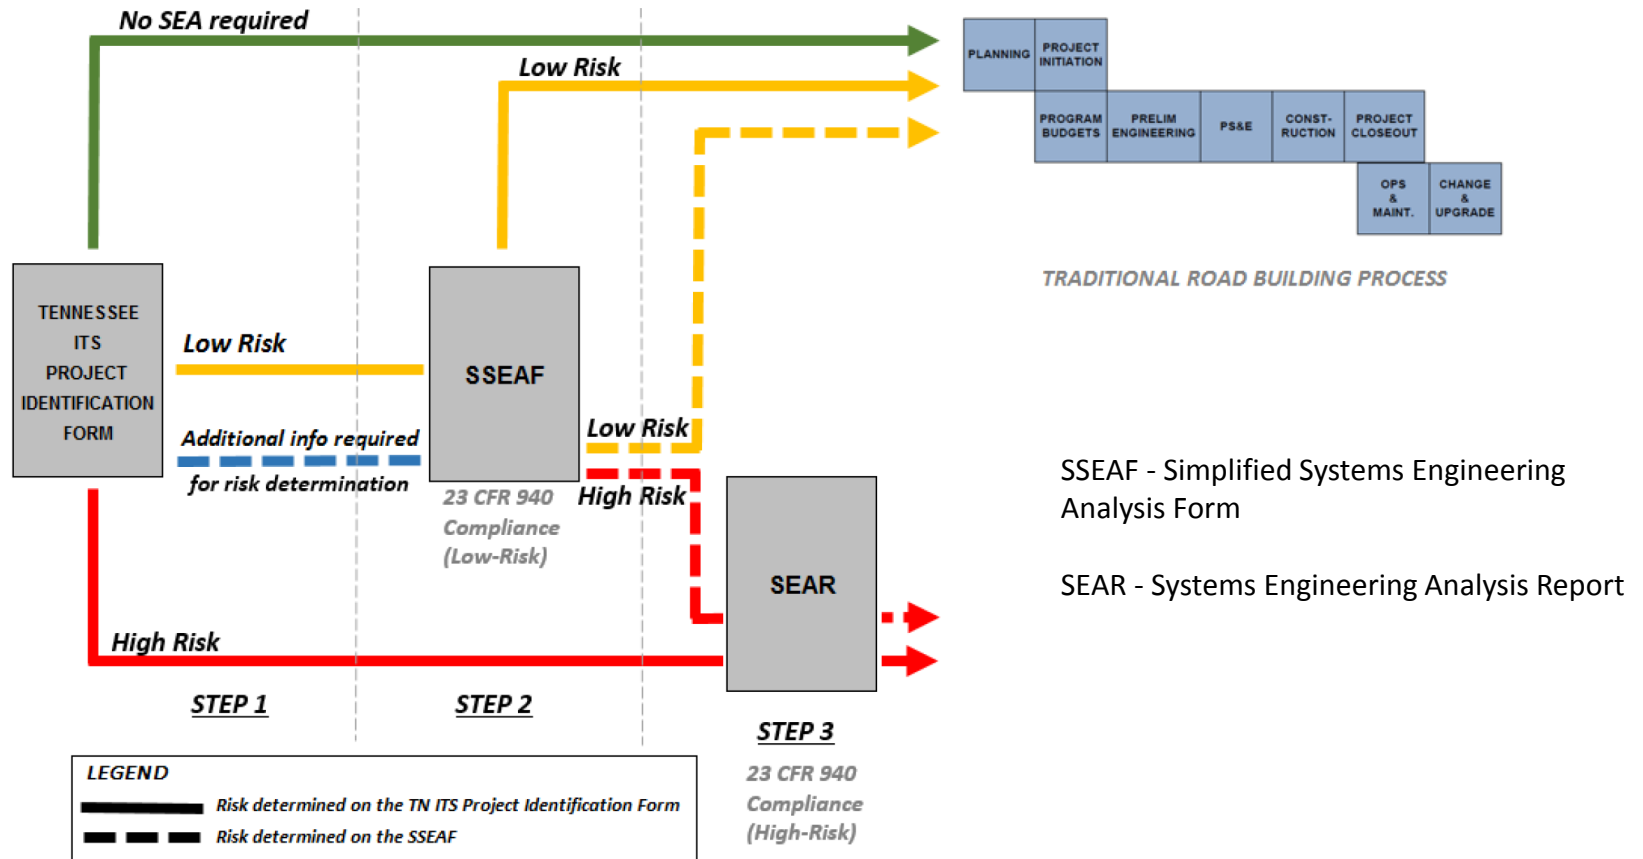 No SEA required
Low Risk
PLANNING
PROJECT
INITIATION
PROGRAM
BUDGETS
PRELIM
ENGINEERING
PS&E
CONST-
RUCTION
PROJECT
CLOSEOUT
OPS
&
MAINT.
CHANGE
&
UPGRADE
TRADITIONAL ROAD BUILDING PROCESS
TENNESSEE
ITS
PROJECT
IDENTIFICATION
FORM
Low Risk
Additional info required
for risk determination
SSEAF
23 CFR 940
Compliance
(Low-Risk)
Low Risk
High Risk
SEAR
High Risk
STEP 1
STEP 2
STEP 3
23 CFR 940
Compliance
(High-Risk)
SSEAF - Simplified Systems Engineering
Analysis Form
SEAR - Systems Engineering Analysis Report
LEGEND
Risk determined on the TN ITS Project Identification Form
Risk determined on the SSEAF